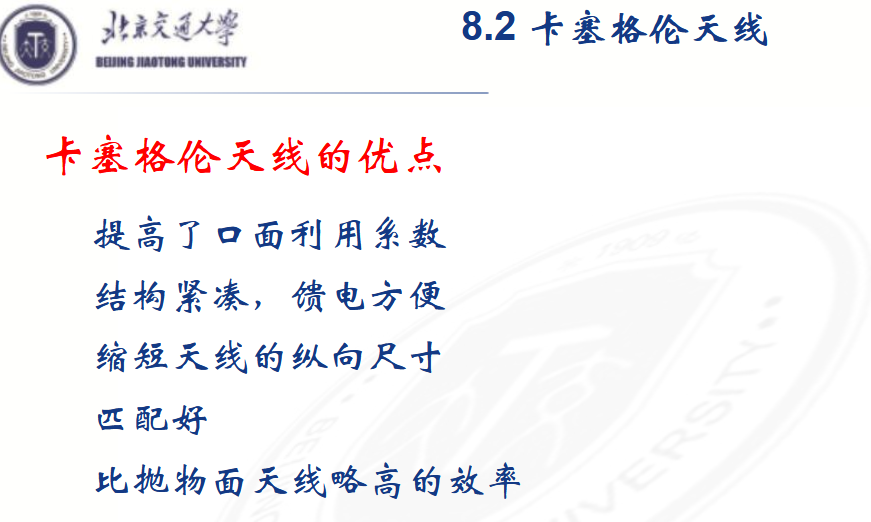 北京交通大学
BEIJING JIAOTONG UNIVERSITY
8.2 卡塞格伦天线
卡塞格伦天线的优点
提高了口面利用系数
结构紧凑，馈电方便
缩短天线的纵向尺寸
匹配好
比抛物面天线略高的效率